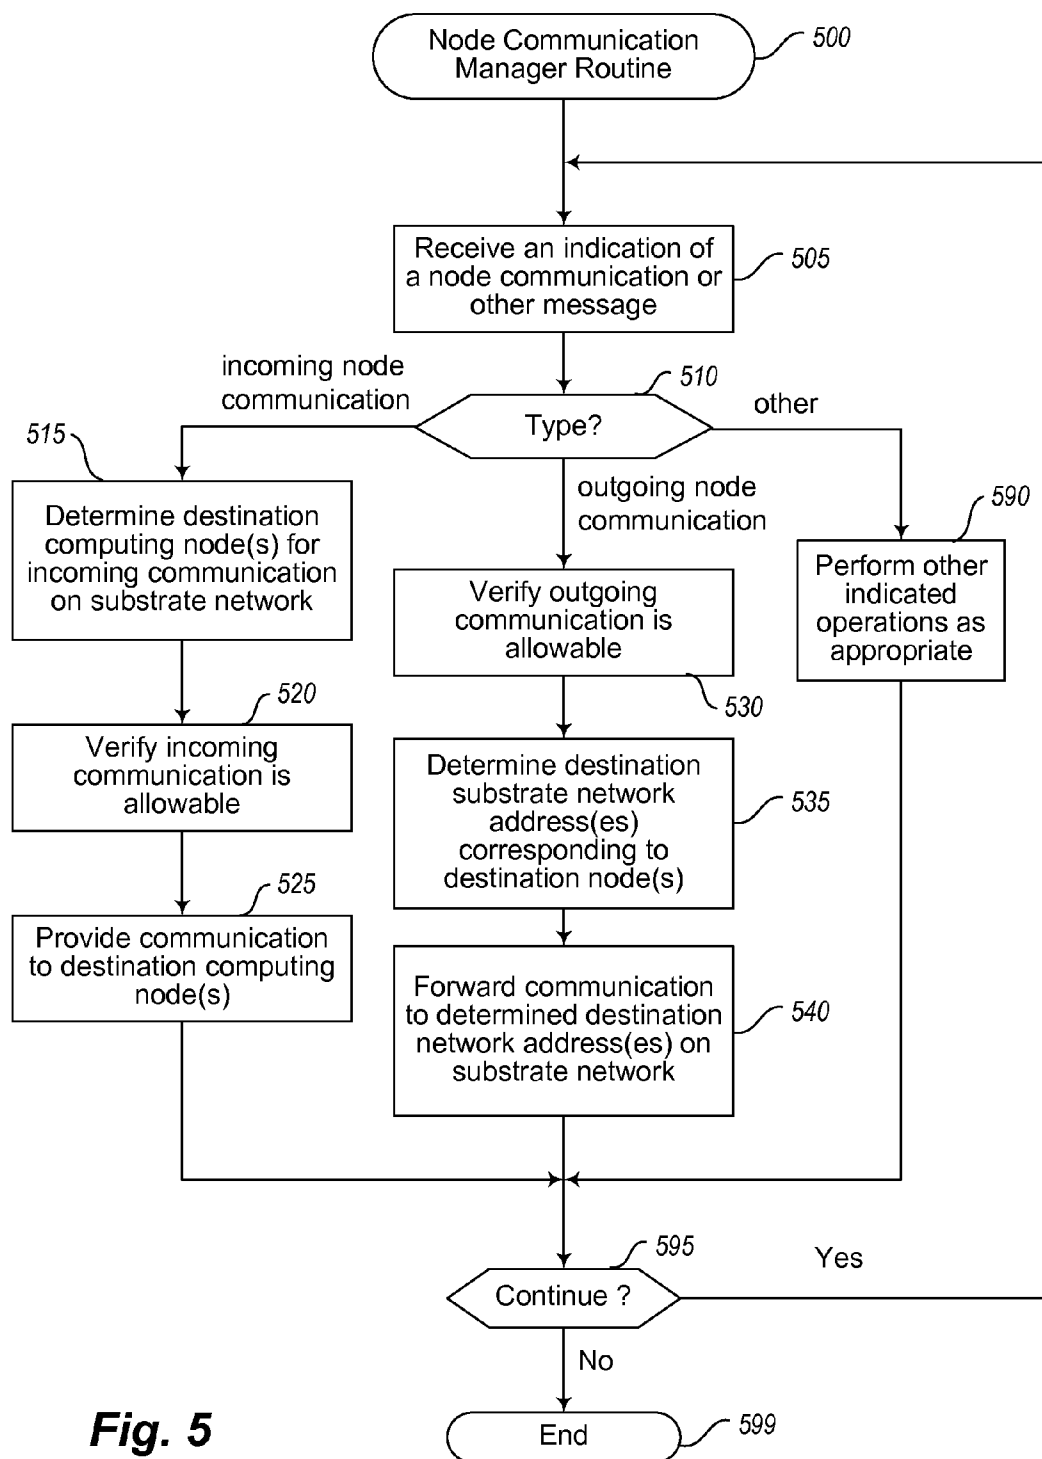 Node Communication
Manager Routine
500
Receive an indication of
a node communication or
other message
505
incoming node
communication
510
Type?
other
515
Determine destination
computing node(s) for
incoming communication
on substrate network
outgoing node
communication
590
Perform other
indicated
operations as
appropriate
Verify outgoing
communication is
allowable
530
520
Verify incoming
communication is
allowable
Determine destination
substrate network
address(es)
corresponding to
destination node(s)
535
525
Provide communication
to destination computing
node(s)
Forward communication
to determined destination
network address(es) on
substrate network
540
595
Continue ?
Yes
No
End
599
Fig. 5